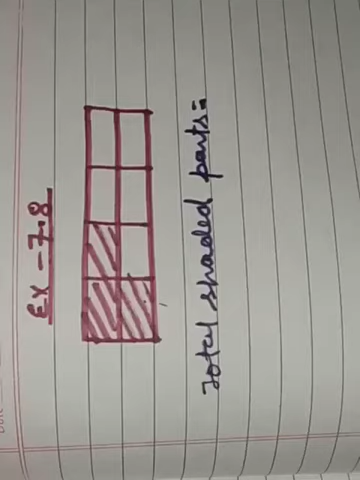 Ex - 7.8
Total shaded parts =